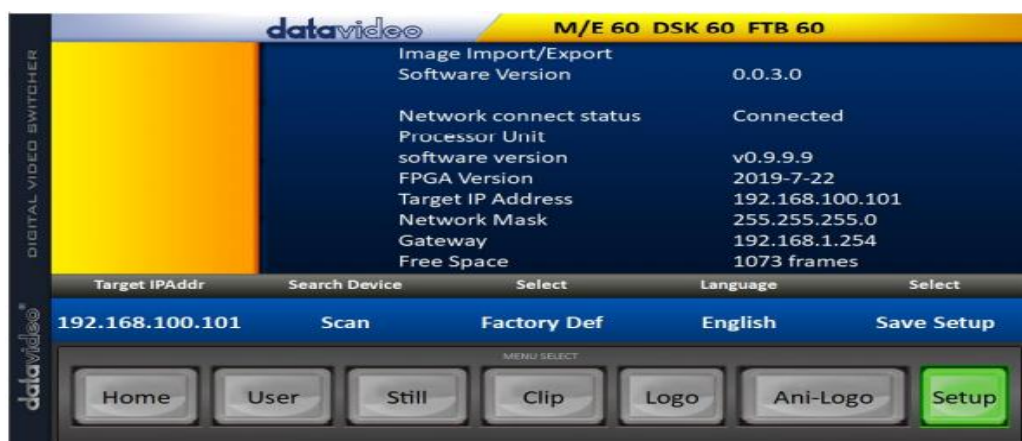 datavideo M/E 60 DSK 60 FTB 60
Image Import/Export
Software Version 0.0.3.0
Network connect status Connected
Processor Unit
software version v0.9.9.9
FPGA Version 2019-7-22
Target IP Address 192.168.100.101
Network Mask 255.255.255.0
Gateway 192.168.1.254
Free Space 1073 frames
Target IPAddr Search Device Select Language Select
192.168.100.101 Scan Factory Def English Save Setup
MENU SELECT
Home User Still Clip Logo Ani-Logo Setup
DIGITAL VIDEO SWITCHER
datavideo